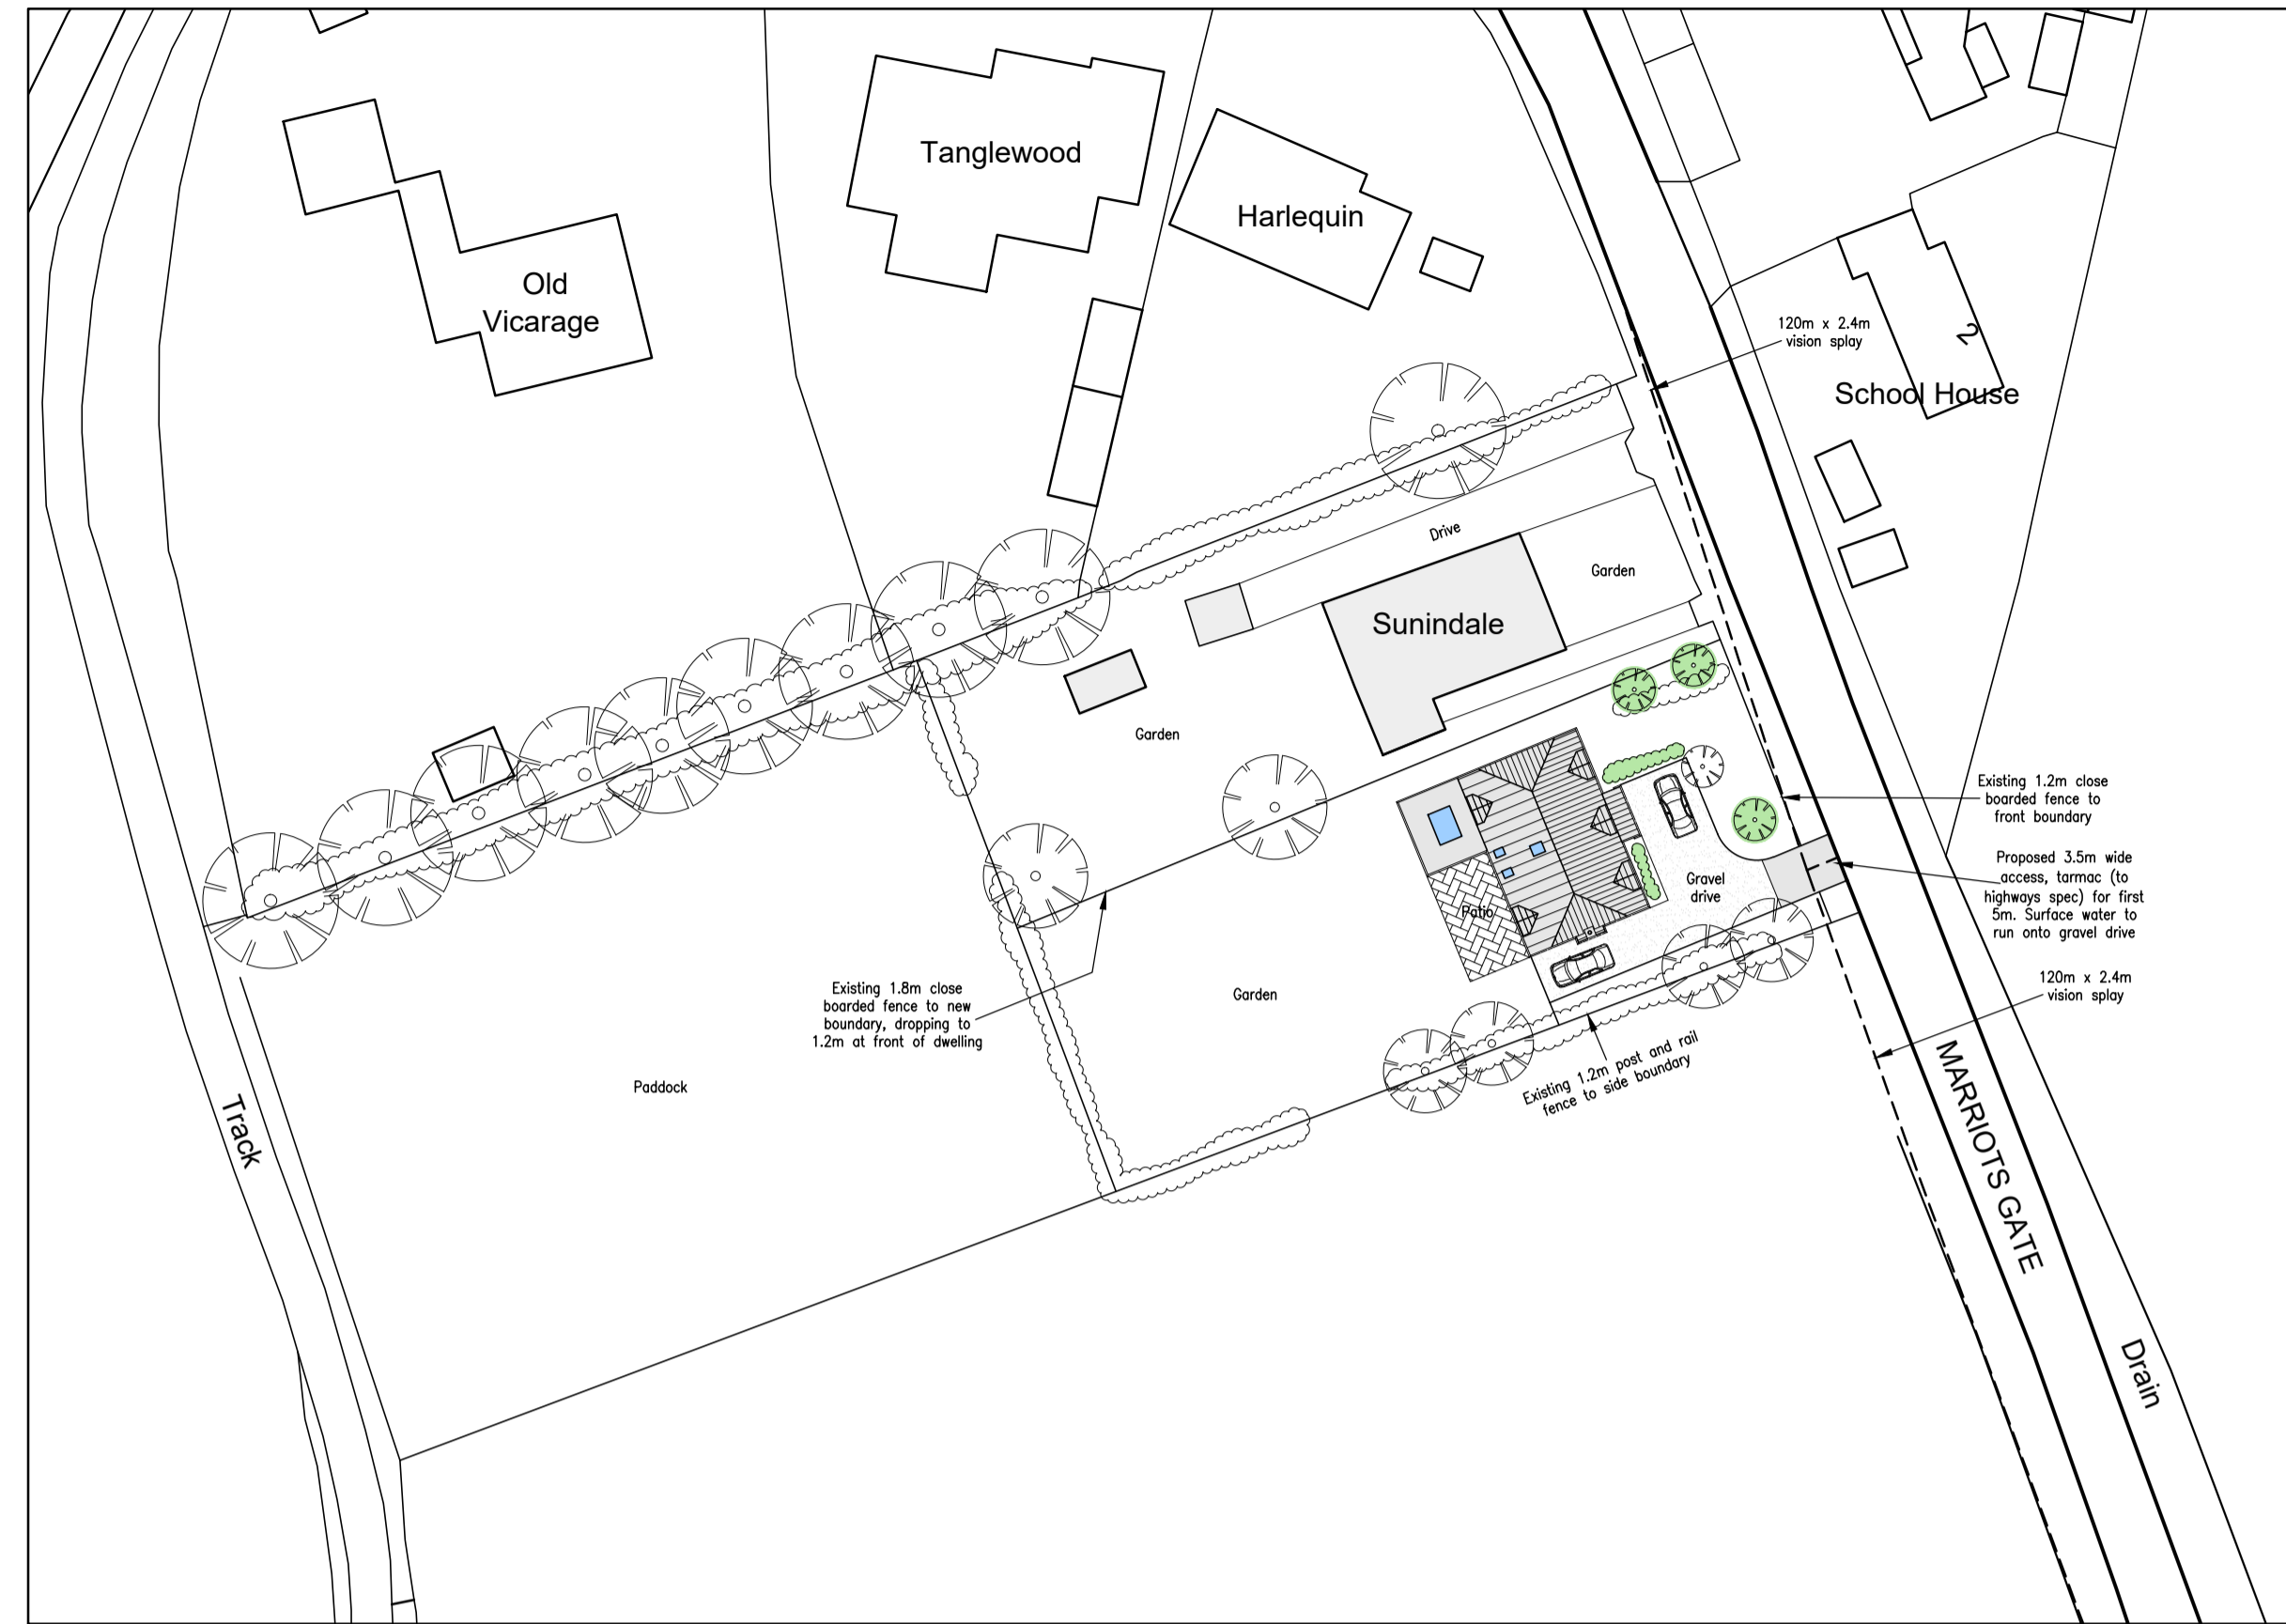 Tanglewood
Harlequin
Old
Vicarage
120m x 2.4m
vision splay
2
School House
Drive
Garden
Sunindale
Garden
Existing 1.2m close
boarded fence to
front boundary
Proposed 3.5m wide
access, tarmac (to
highways spec) for first
5m. Surface water to
run onto gravel drive
Gravel
drive
Patio
120m x 2.4m
vision splay
Existing 1.8m close
boarded fence to new
boundary, dropping to
1.2m at front of dwelling
Garden
Existing 1.2m post and rail
fence to side boundary
Paddock
Track
MARRIOTS GATE
Drain